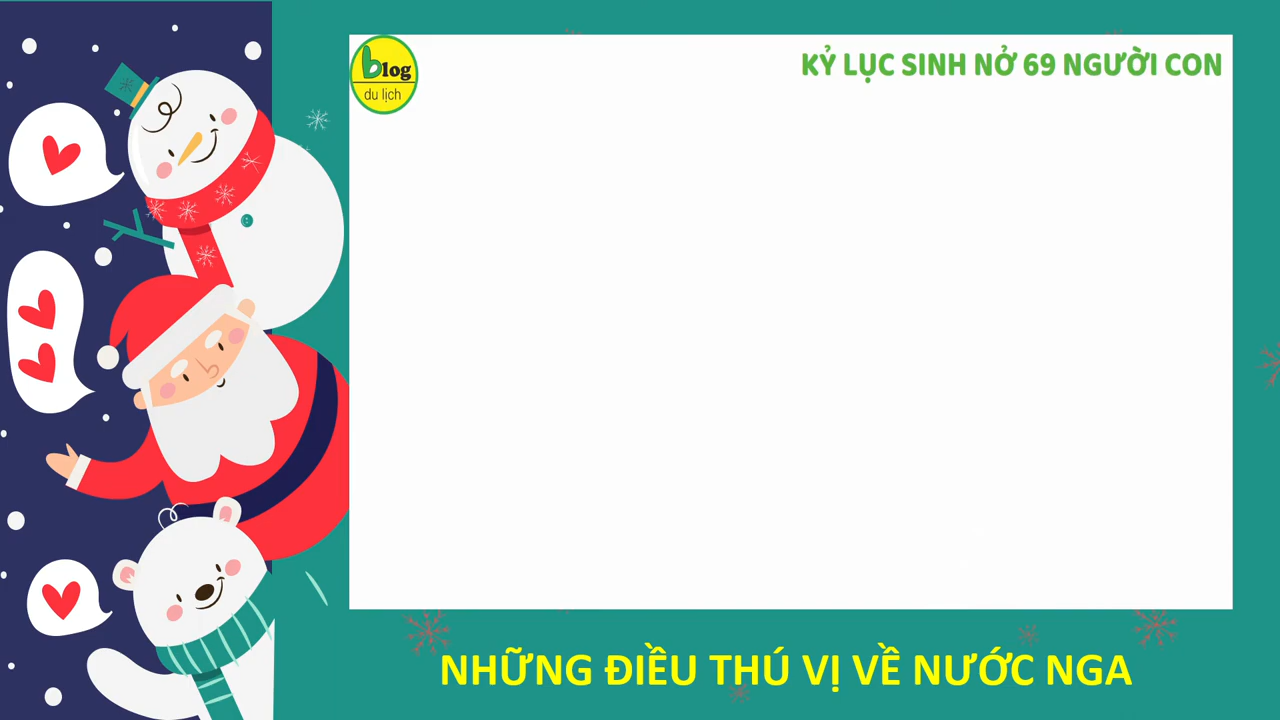 blog
du lịch
KỶ LỤC SINH NỞ 69 NGƯỜI CON
NHỮNG ĐIỀU THÚ VỊ VỀ NƯỚC NGA